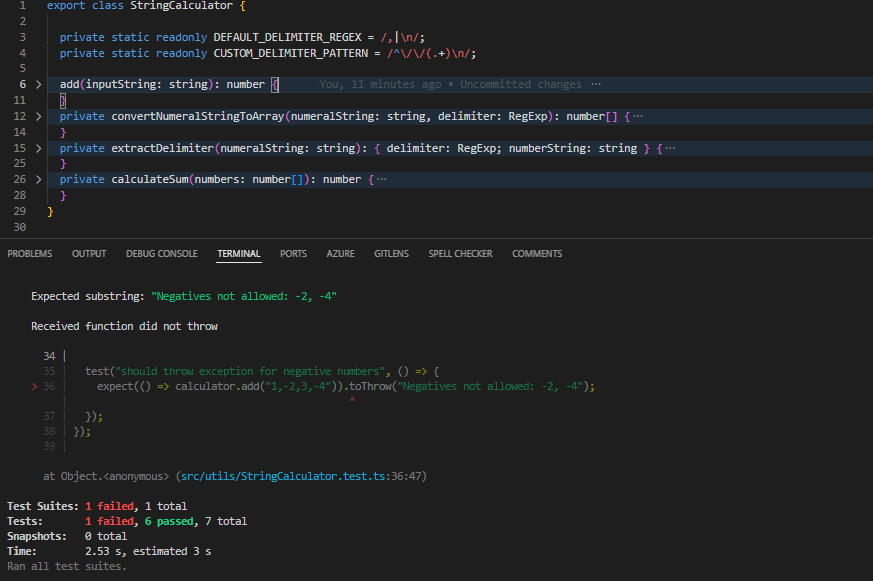 1 export class StringCalculator {
2
3 private static readonly DEFAULT_DELIMITER_REGEX = /,|\n/;
4 private static readonly CUSTOM_DELIMITER_PATTERN = /^\/\/(.+)\n/;
5
6 > add(inputString: string): number { You, 11 minutes ago • Uncommitted changes ···
11 }
12 > private convertNumeralStringToArray(numeralString: string, delimiter: RegExp): number[] {···
14 }
15 > private extractDelimiter(numeralString: string): { delimiter: RegExp; numberString: string } {···
25 }
26 > private calculateSum(numbers: number[]): number {···
28 }
29 }
30
PROBLEMS OUTPUT DEBUG CONSOLE TERMINAL PORTS AZURE GITLENS SPELL CHECKER COMMENTS
Expected substring: "Negatives not allowed: -2, -4"
Received function did not throw
34 |
35 | test("should throw exception for negative numbers", () => {
> 36 | expect(() => calculator.add("1,-2,3,-4")).toThrow("Negatives not allowed: -2, -4");
| ^
37 | });
38 | });
39 |
at Object.<anonymous> (src/utils/StringCalculator.test.ts:36:47)
Test Suites: 1 failed, 1 total
Tests: 1 failed, 6 passed, 7 total
Snapshots: 0 total
Time: 2.53 s, estimated 3 s
Ran all test suites.